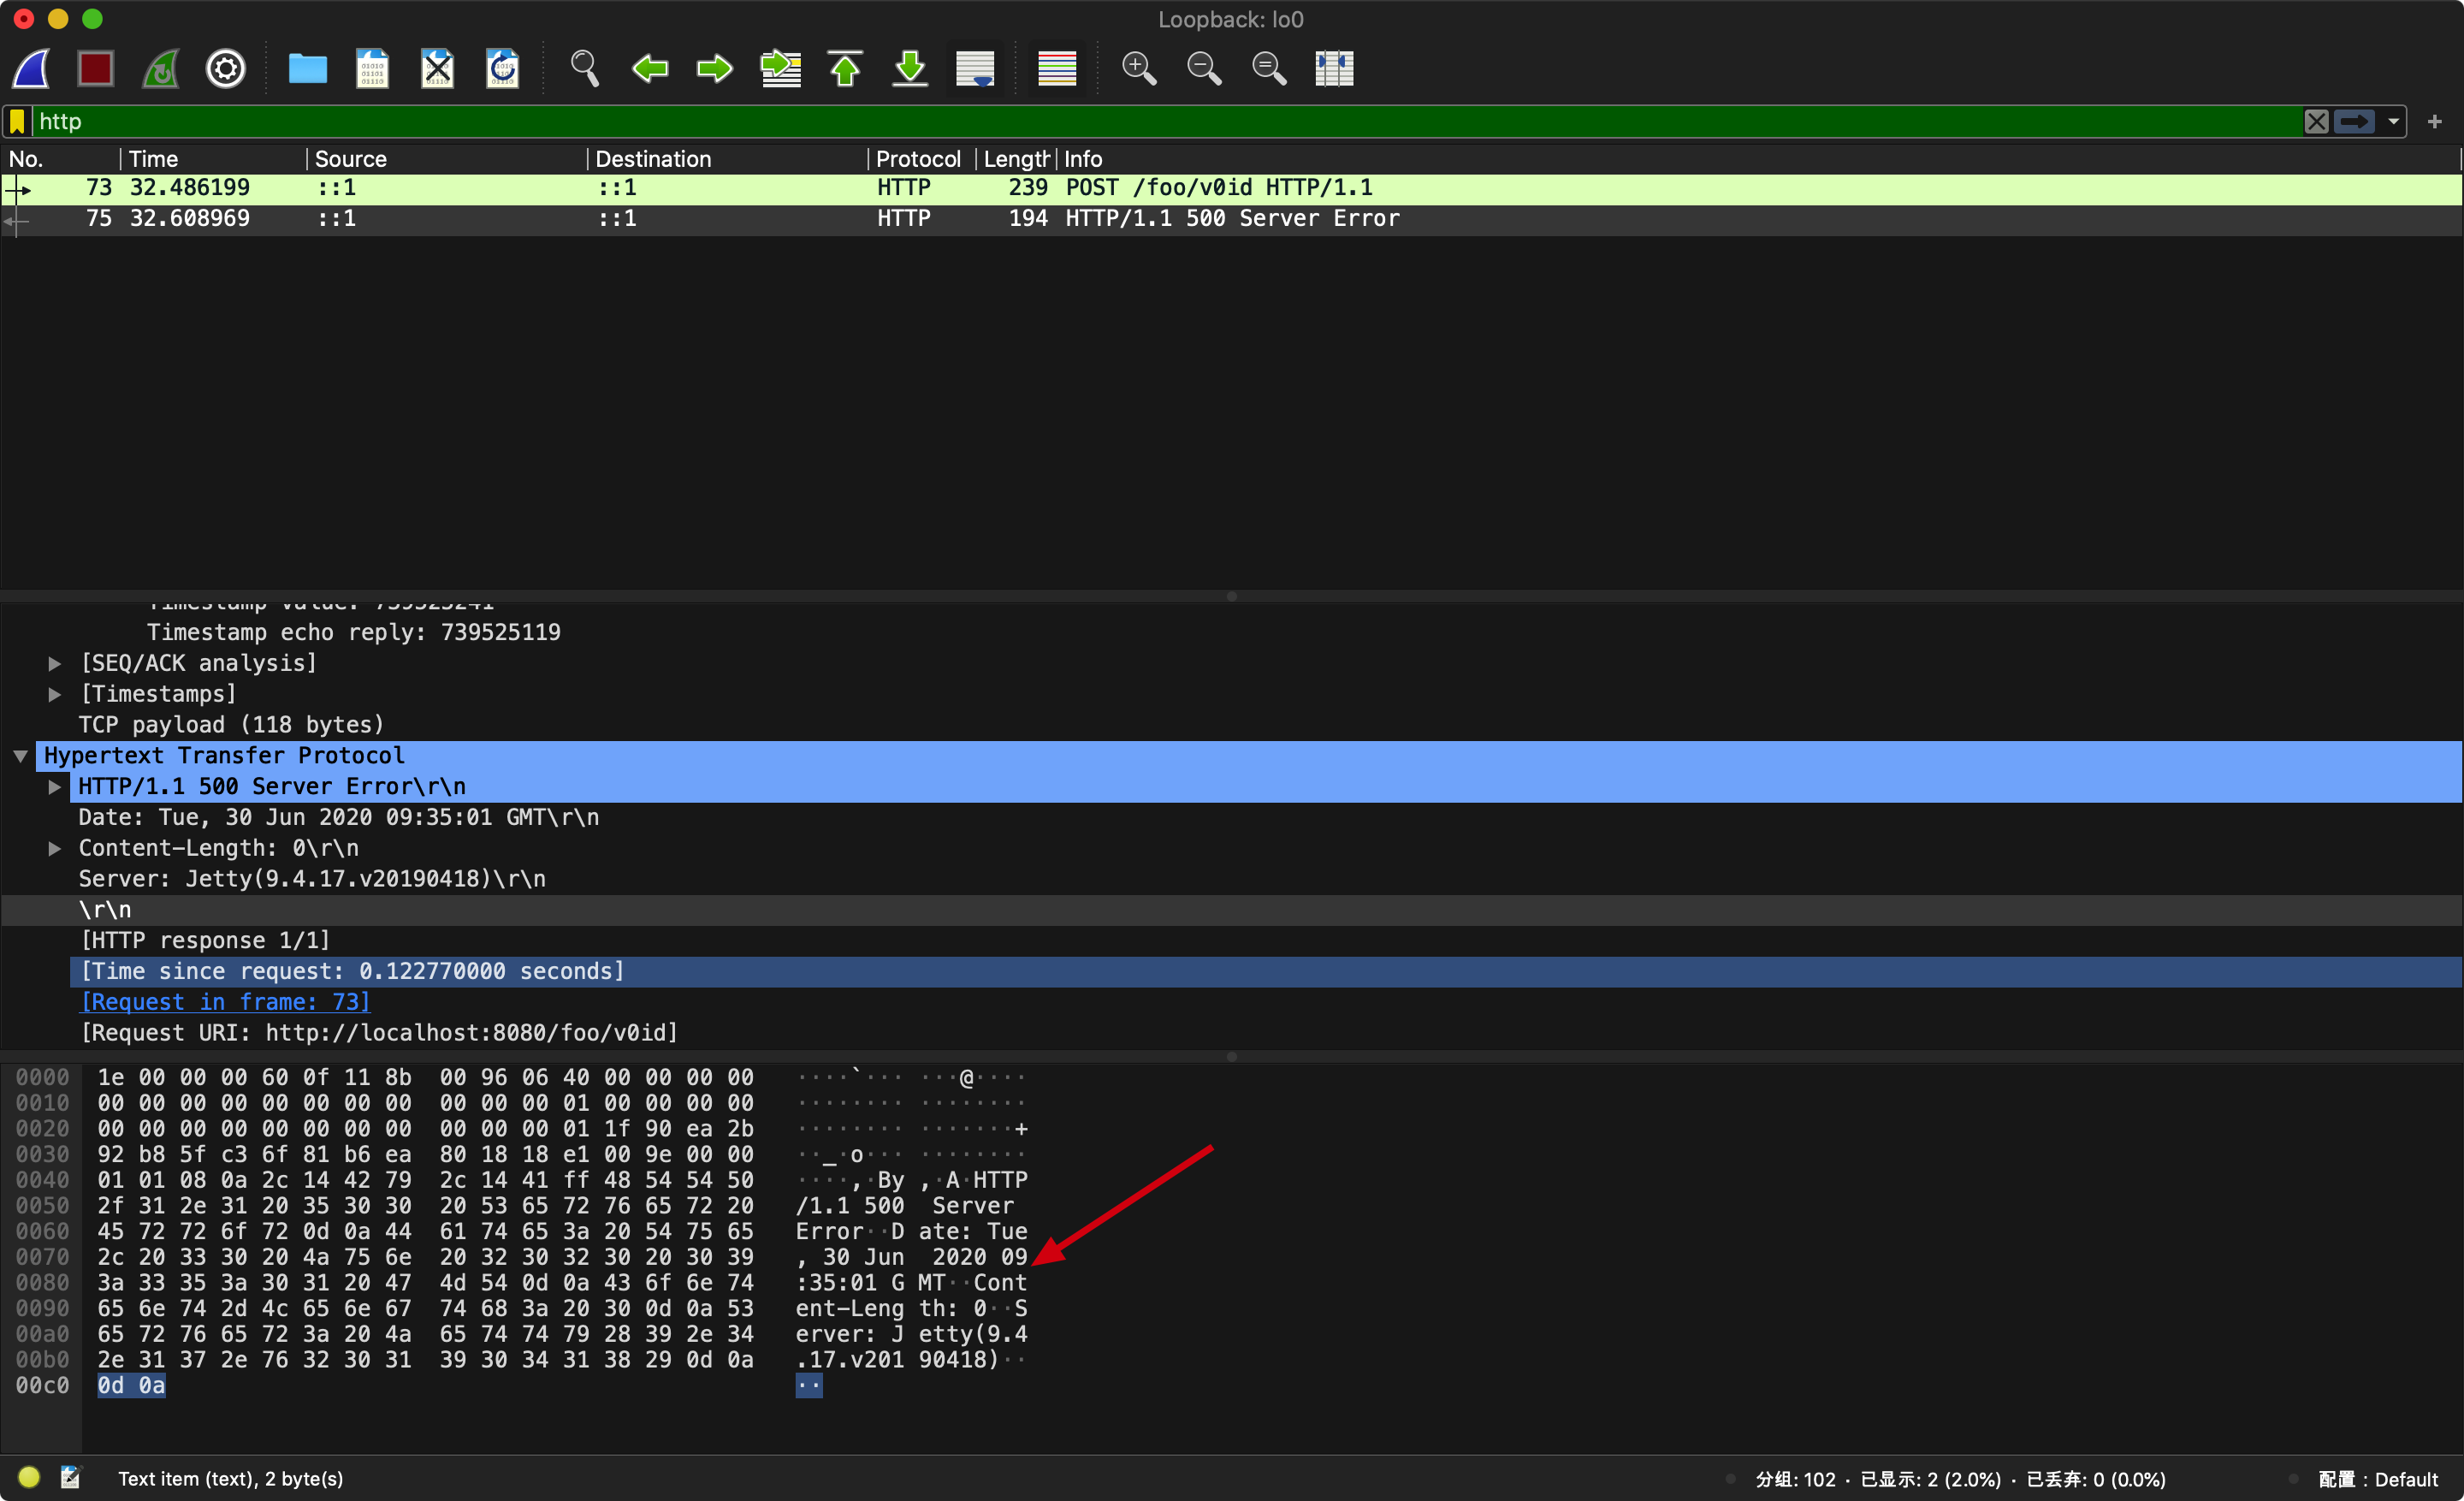 Loopback: lo0
http
No. Time Source Destination Protocol Length Info
73 32.486199 ::1 ::1 HTTP 239 POST /foo/v0id HTTP/1.1
75 32.608969 ::1 ::1 HTTP 194 HTTP/1.1 500 Server Error
Timestamp echo reply: 739525119
[SEQ/ACK analysis]
[Timestamps]
TCP payload (118 bytes)
Hypertext Transfer Protocol
HTTP/1.1 500 Server Error\r\n
Date: Tue, 30 Jun 2020 09:35:01 GMT\r\n
Content-Length: 0\r\n
Server: Jetty(9.4.17.v20190418)\r\n
\r\n
[HTTP response 1/1]
[Time since request: 0.122770000 seconds]
[Request in frame: 73]
[Request URI: http://localhost:8080/foo/v0id]
0000 1e 00 00 00 60 0f 11 8b 00 96 06 40 00 00 00 00 ····`··· ···@····
0010 00 00 00 00 00 00 00 00 00 00 00 01 00 00 00 00 ········ ········
0020 00 00 00 00 00 00 00 00 00 00 00 01 1f 90 ea 2b ········ ·······+
0030 92 b8 5f c3 6f 81 b6 ea 80 18 18 e1 00 9e 00 00 ··_·o··· ········
0040 01 01 08 0a 2c 14 42 79 2c 14 41 ff 48 54 54 50 ····,·By ,·A·HTTP
0050 2f 31 2e 31 20 35 30 30 20 53 65 72 76 65 72 20 /1.1 500 Server
0060 45 72 72 6f 72 0d 0a 44 61 74 65 3a 20 54 75 65 Error··D ate: Tue
0070 2c 20 33 30 20 4a 75 6e 20 32 30 32 30 20 30 39 , 30 Jun 2020 09
0080 3a 33 35 3a 30 31 20 47 4d 54 0d 0a 43 6f 6e 74 :35:01 G MT··Cont
0090 65 6e 74 2d 4c 65 6e 67 74 68 3a 20 30 0d 0a 53 ent-Leng th: 0··S
00a0 65 72 76 65 72 3a 20 4a 65 74 74 79 28 39 2e 34 erver: J etty(9.4
00b0 2e 31 37 2e 76 32 30 31 39 30 34 31 38 29 0d 0a .17.v201 90418)··
00c0 0d 0a ··
Text item (text), 2 byte(s) 分组: 102 · 已显示: 2 (2.0%) · 已丢弃: 0 (0.0%) 配置：Default